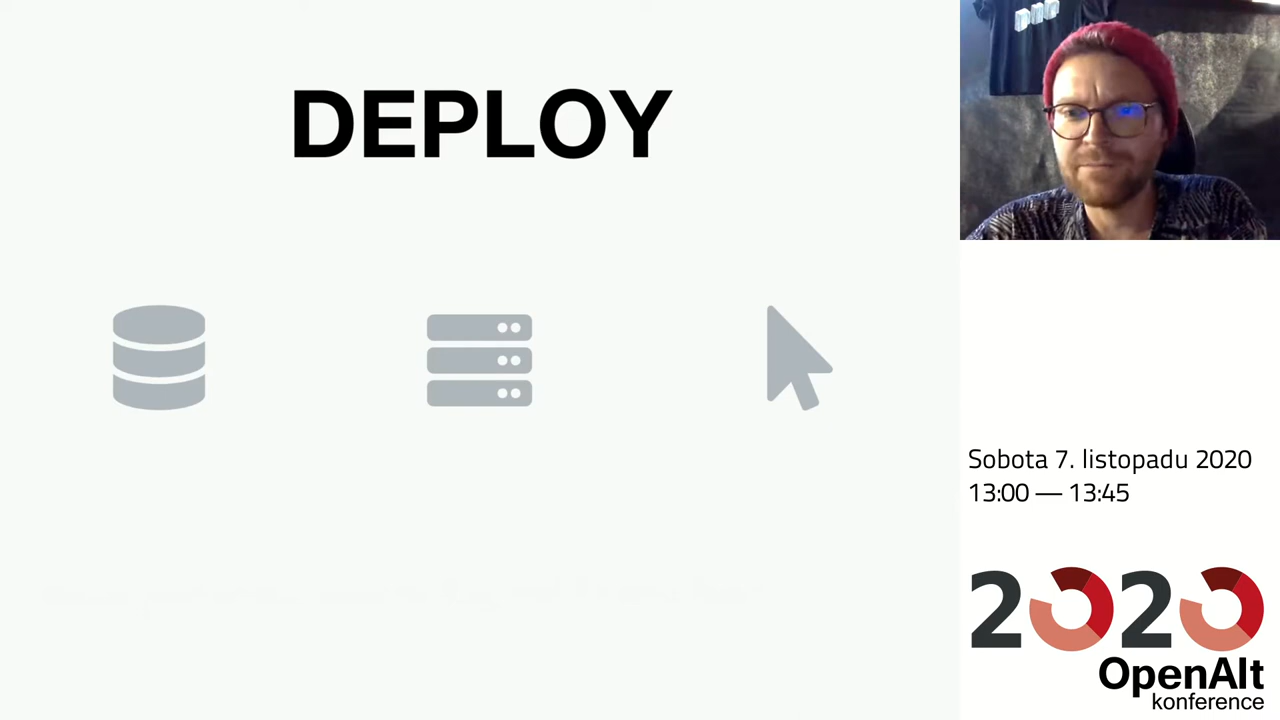 DEPLOY
Sobota 7. listopadu 2020
13:00 — 13:45
2020
OpenAlt
konference